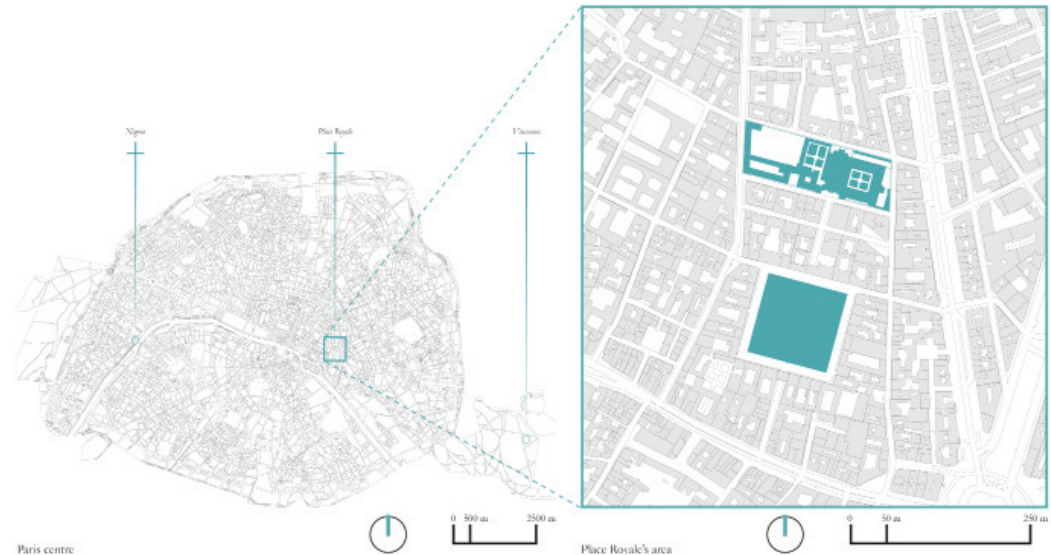 Nigeon
Place Royale
Vincennes
0 500 m 2500 m
Paris centre
0 50 m 250 m
Place Royale's area